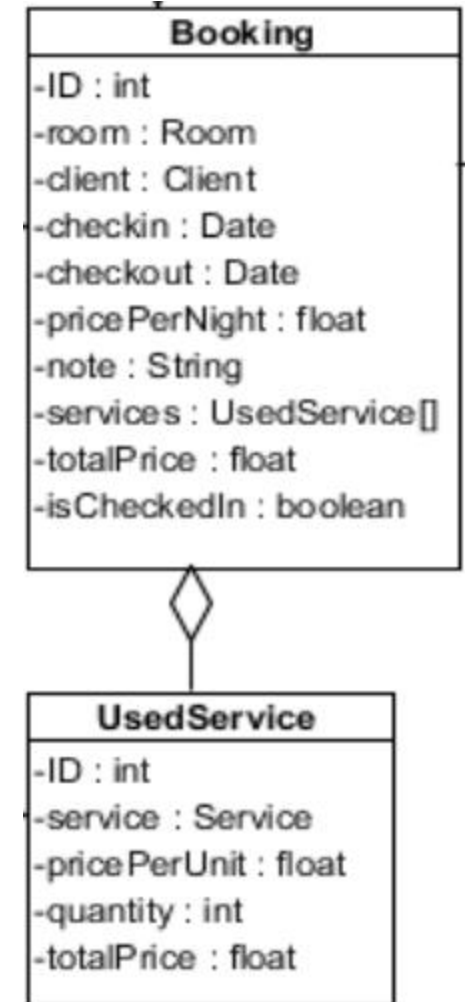 Booking
-ID : int
-room : Room
-client : Client
-checkin : Date
-checkout : Date
-pricePerNight : float
-note : String
-services : UsedService[]
-totalPrice : float
-isCheckedIn : boolean
UsedService
-ID : int
-service : Service
-pricePerUnit : float
-quantity : int
-totalPrice : float